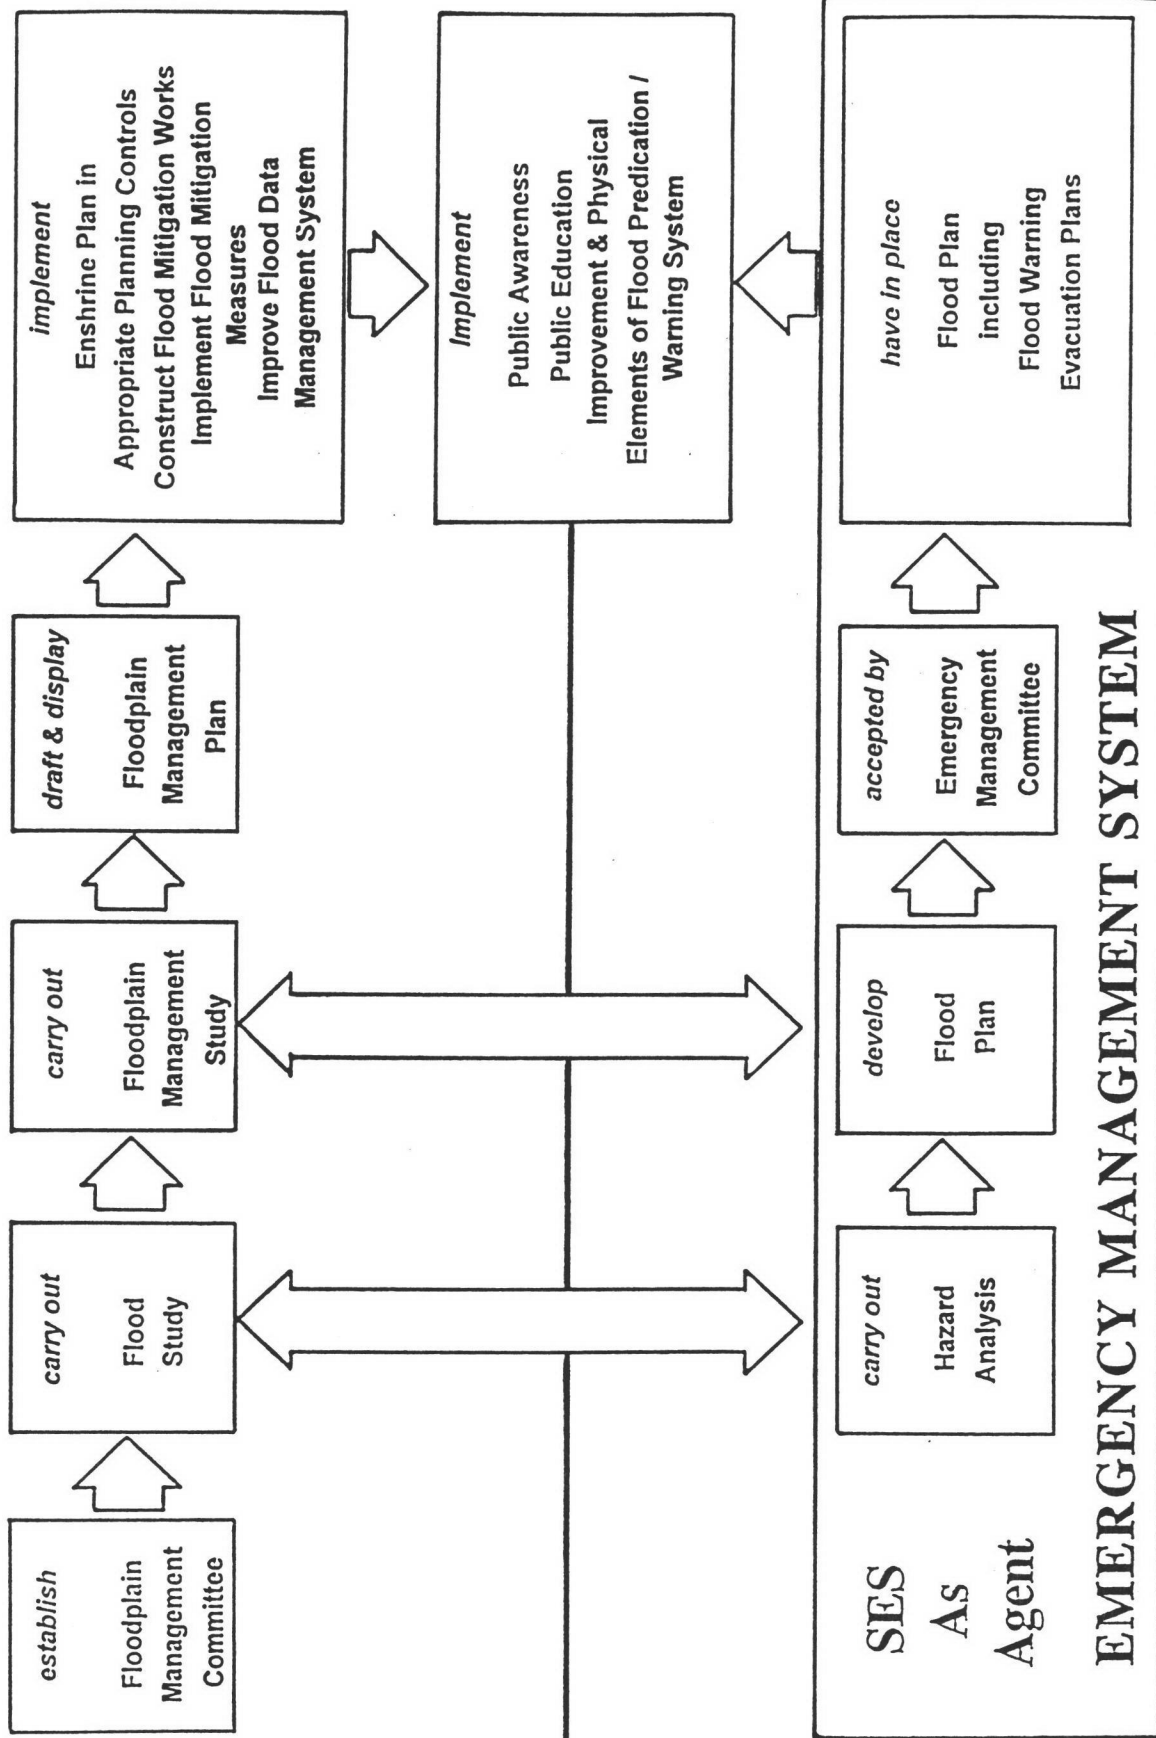 establish
Floodplain
Management
Committee
carry out
Flood
Study
carry out
Floodplain
Management
Study
draft & display
Floodplain
Management
Plan
implement
Enshrine Plan in
Appropriate Planning Controls
Construct Flood Mitigation Works
Implement Flood Mitigation
Measures
Improve Flood Data
Management System
Implement
Public Awareness
Public Education
Improvement & Physical
Elements of Flood Predication /
Warning System
SES
As
Agent
carry out
Hazard
Analysis
develop
Flood
Plan
accepted by
Emergency
Management
Committee
have in place
Flood Plan
including
Flood Warning
Evacuation Plans
EMERGENCY MANAGEMENT SYSTEM